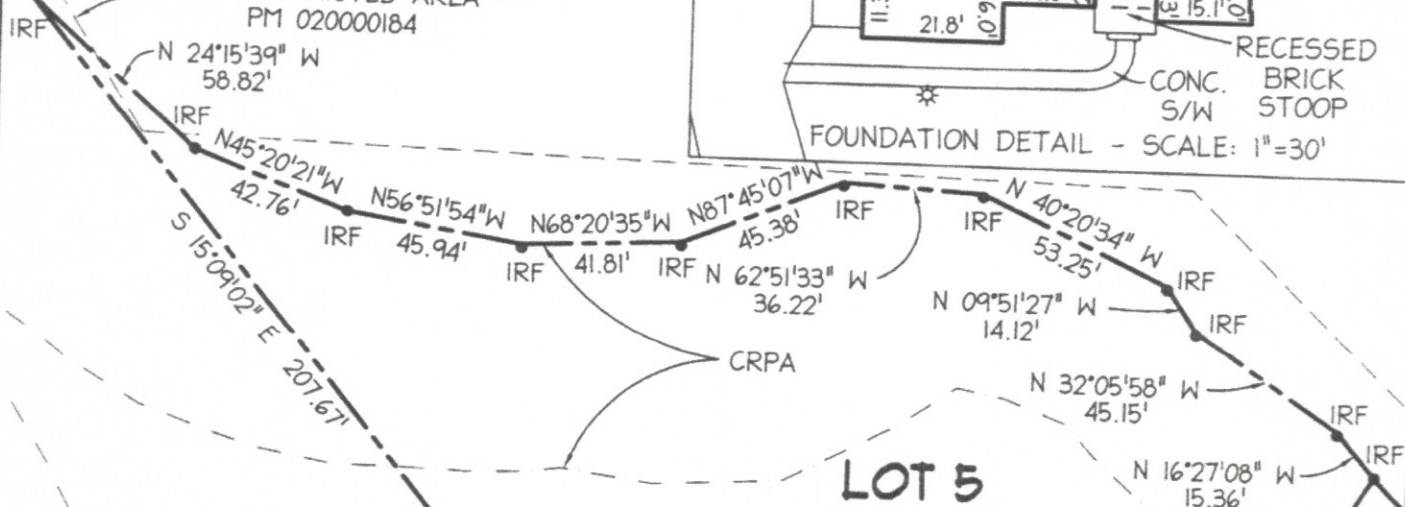 PM 020000184
IRF
N 24°15'39" W
58.82'
IRF
N45°20'21"W
42.76'
IRF
N56°51'54"W
45.94'
IRF
N68°20'35"W
41.81'
IRF
N87°45'07"W
45.38'
IRF
N 62°51'33" W
36.22'
N 40°20'34" W
53.25'
IRF
N 09°51'27" W
14.12'
IRF
N 32°05'58" W
45.15'
IRF
N 16°27'08" W
15.36'
IRF
S 15°09'02" E 207.67'
CRPA
LOT 5
21.8'
6.0'
15.1'
RECESSED
BRICK
STOOP
CONC.
S/W
FOUNDATION DETAIL - SCALE: 1"=30'